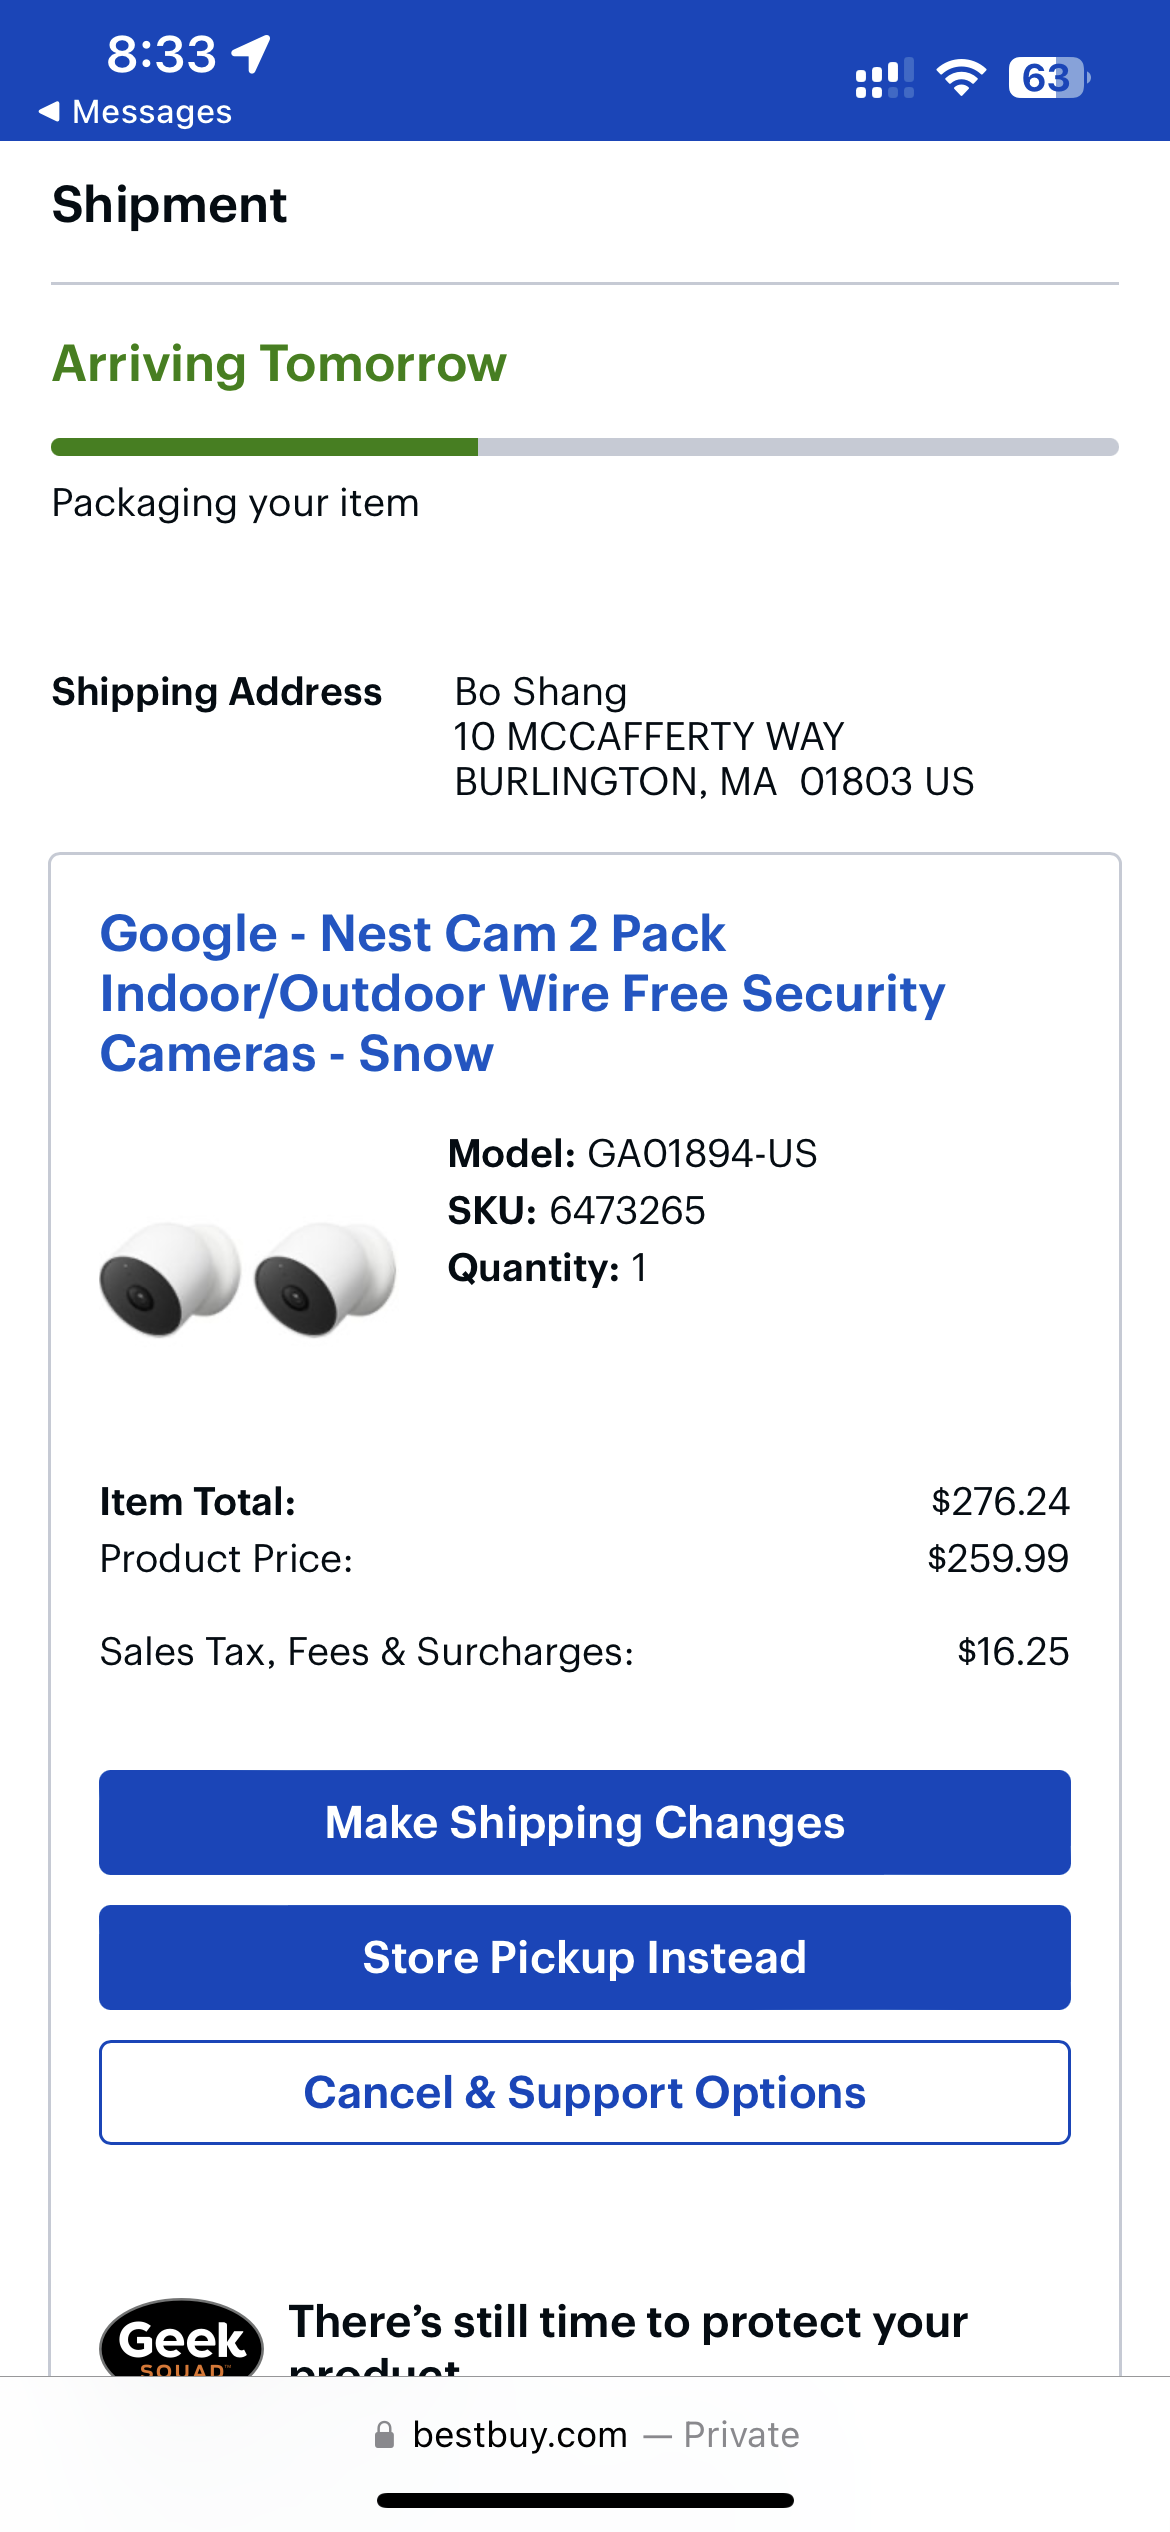 8:33
Messages
63
Shipment
Arriving Tomorrow
Packaging your item
Shipping Address
Bo Shang
10 MCCAFFERTY WAY
BURLINGTON, MA 01803 US
Google - Nest Cam 2 Pack
Indoor/Outdoor Wire Free Security
Cameras - Snow
Model: GA01894-US
SKU: 6473265
Quantity: 1
Item Total: $276.24
Product Price: $259.99
Sales Tax, Fees & Surcharges: $16.25
Make Shipping Changes
Store Pickup Instead
Cancel & Support Options
Geek
SQUAD™
There's still time to protect your
product
bestbuy.com — Private